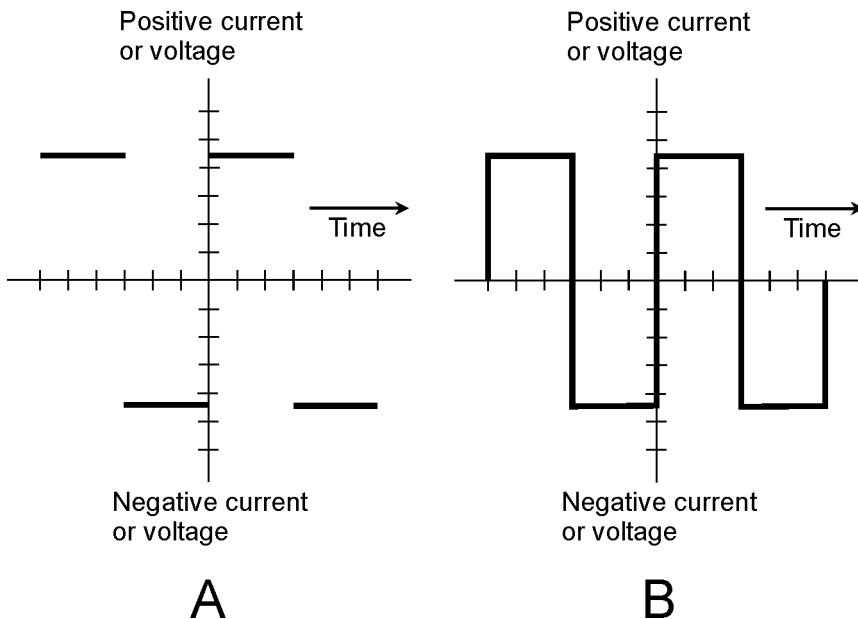 Positive current
or voltage
Time
Negative current
or voltage
A
Positive current
or voltage
Time
Negative current
or voltage
B